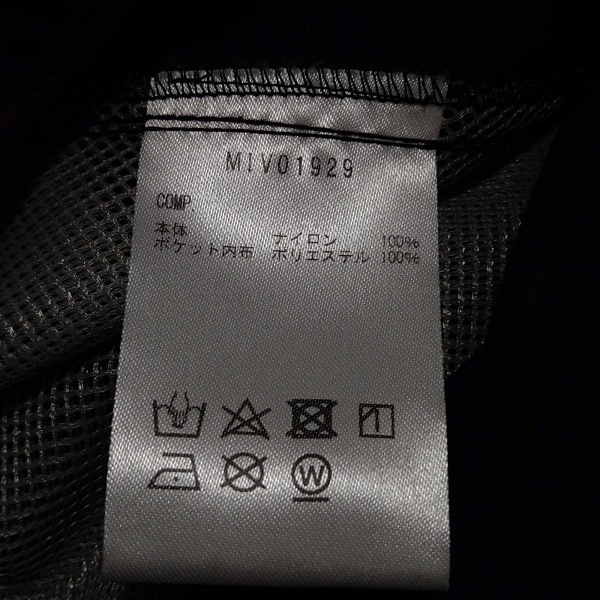 MIV01929
COMP.
本体 ナイロン 100%
ポケット内布 ポリエステル 100%
W